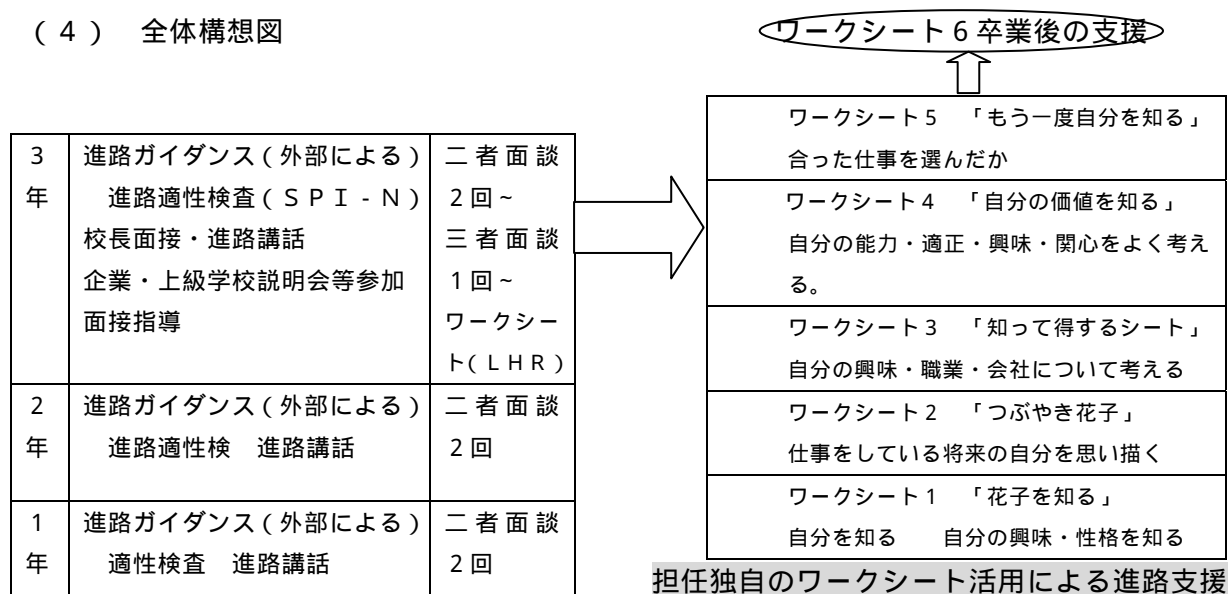 （４）　全体構想図
ワークシート６卒業後の支援
3
年
進路ガイダンス（外部による）
進路適性検査（ＳＰＩ‐Ｎ）
校長面接・進路講話
企業・上級学校説明会等参加
面接指導
二者面談
２回~
三者面談
１回~
ワークシー
ト(ＬＨＲ)
2
年
進路ガイダンス（外部による）
進路適性検　進路講話
二者面談
２回
1
年
進路ガイダンス（外部による）
適性検査　進路講話
二者面談
２回
ワークシート５　「もう一度自分を知る」
合った仕事を選んだか
ワークシート４　「自分の価値を知る」
自分の能力・適正・興味・関心をよく考え
る。
ワークシート３　「知って得するシート」
自分の興味・職業・会社について考える
ワークシート２　「つぶやき花子」
仕事をしている将来の自分を思い描く
ワークシート１　「花子を知る」
自分を知る　　自分の興味・性格を知る
担任独自のワークシート活用による進路支援